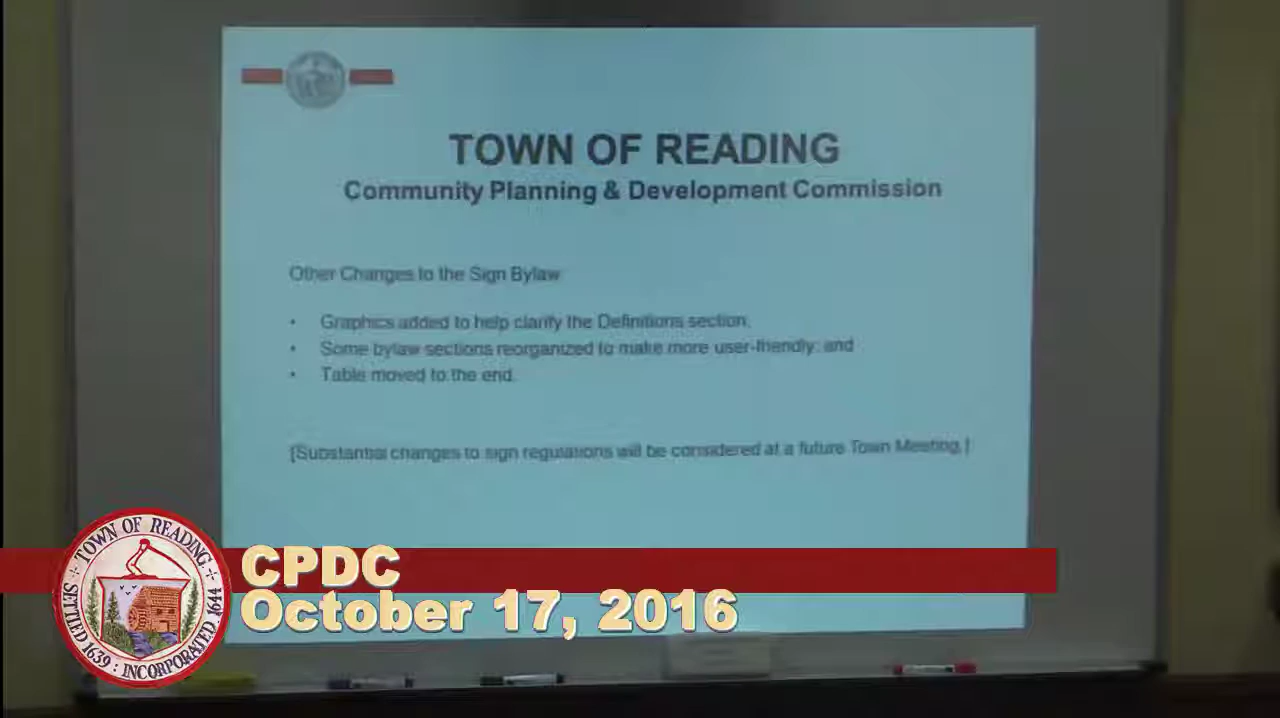 TOWN OF READING
Community Planning & Development Commission
Other Changes to the Sign Bylaw
• Graphics added to help clarify the Definitions section;
• Some bylaw sections reorganized to make more user-friendly; and
• Table moved to the end.
[Substantial changes to sign regulations will be considered at a future Town Meeting.]
CPDC
October 17, 2016
TOWN OF READING
SETTLED 1639 : INCORPORATED 1644